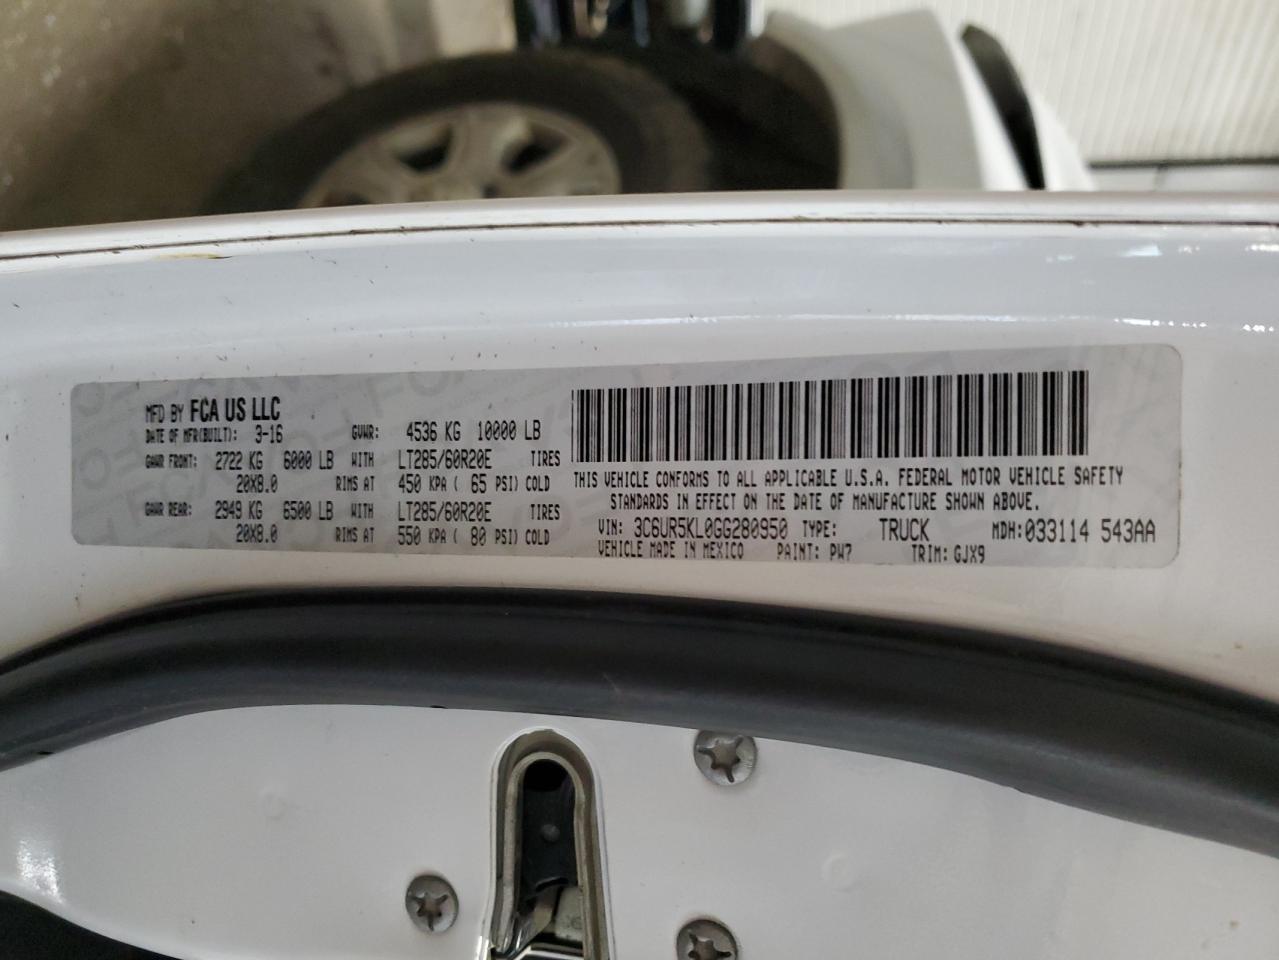 MFD BY FCA US LLC
DATE OF MFR(BUILT): 3-16 GVWR: 4536 KG 10000 LB
GAWR FRONT: 2722 KG 6000 LB WITH LT285/60R20E TIRES
20X8.0 RIMS AT 450 KPA ( 65 PSI) COLD
GAWR REAR: 2949 KG 6500 LB WITH LT285/60R20E TIRES
20X8.0 RIMS AT 550 KPA ( 80 PSI) COLD
THIS VEHICLE CONFORMS TO ALL APPLICABLE U.S.A. FEDERAL MOTOR VEHICLE SAFETY
STANDARDS IN EFFECT ON THE DATE OF MANUFACTURE SHOWN ABOVE.
VIN: 3C6UR5KL0GG280950 TYPE: TRUCK MDH:033114 543AA
VEHICLE MADE IN MEXICO PAINT: PW7 TRIM: GJX9